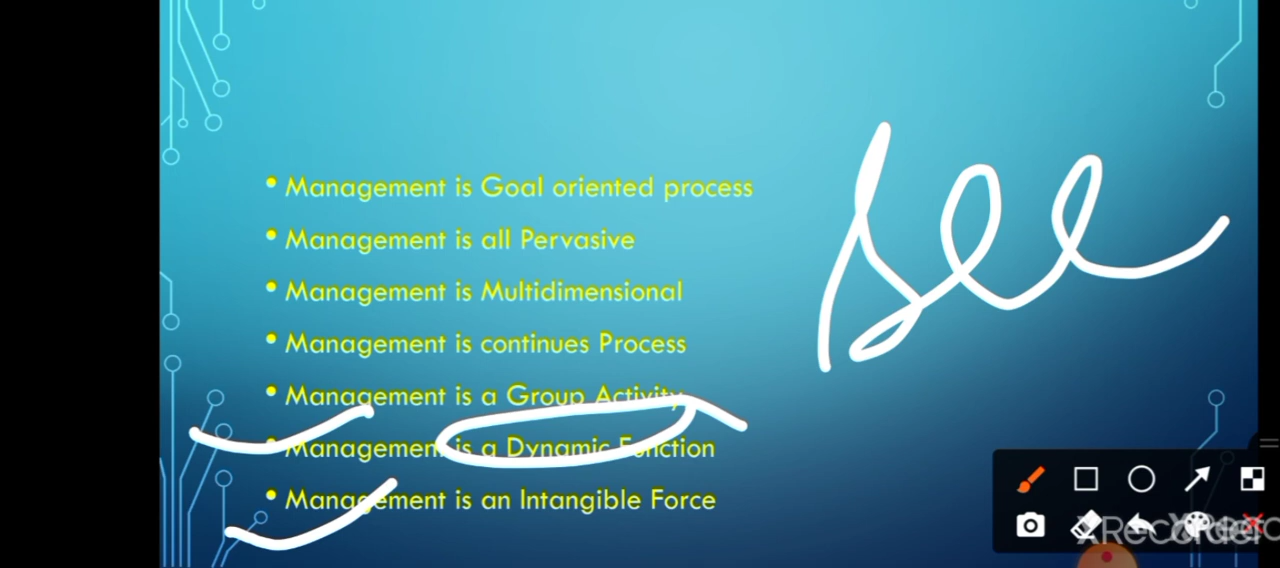 • Management is Goal oriented process
• Management is all Pervasive
• Management is Multidimensional
• Management is continues Process
• Management is a Group Activity
• Management is a Dynamic Function
• Management is an Intangible Force
see
XRecorder